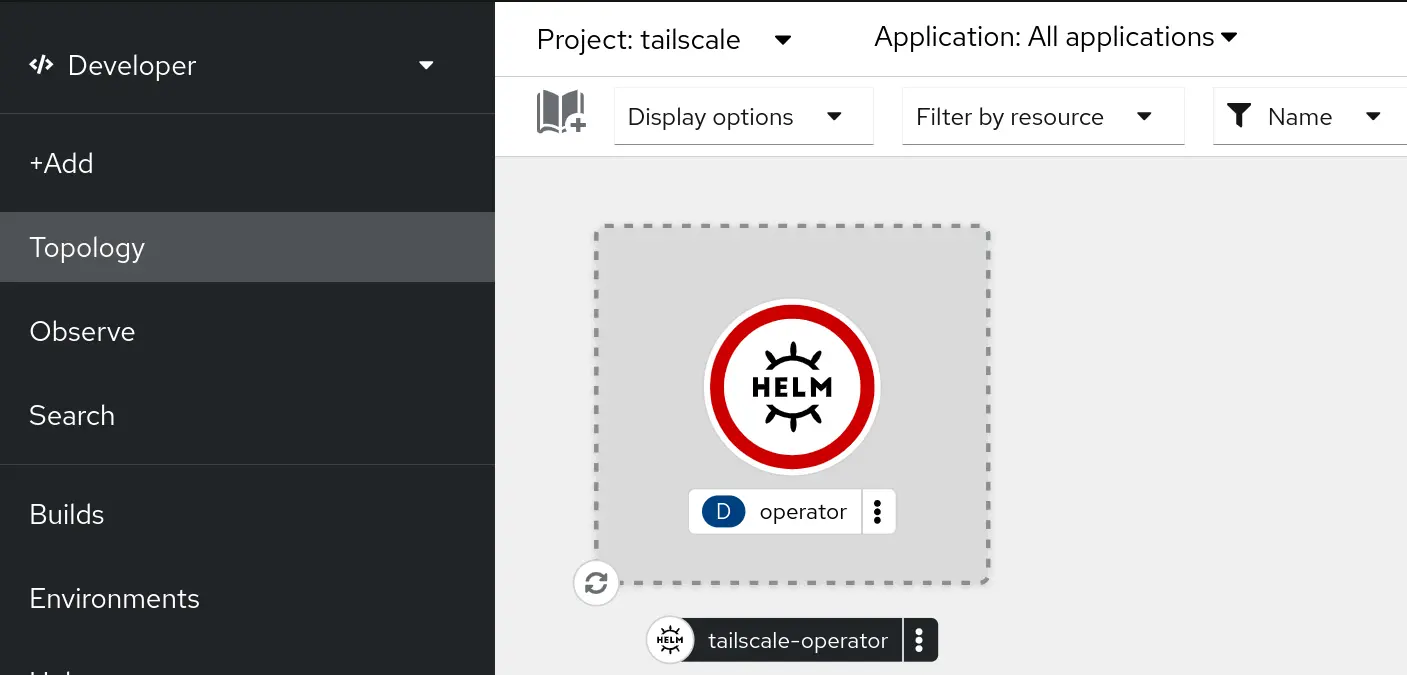 Developer
+Add
Topology
Observe
Search
Builds
Environments
Project: tailscale
Application: All applications
Display options
Filter by resource
Name
HELM
D operator
HELM tailscale-operator